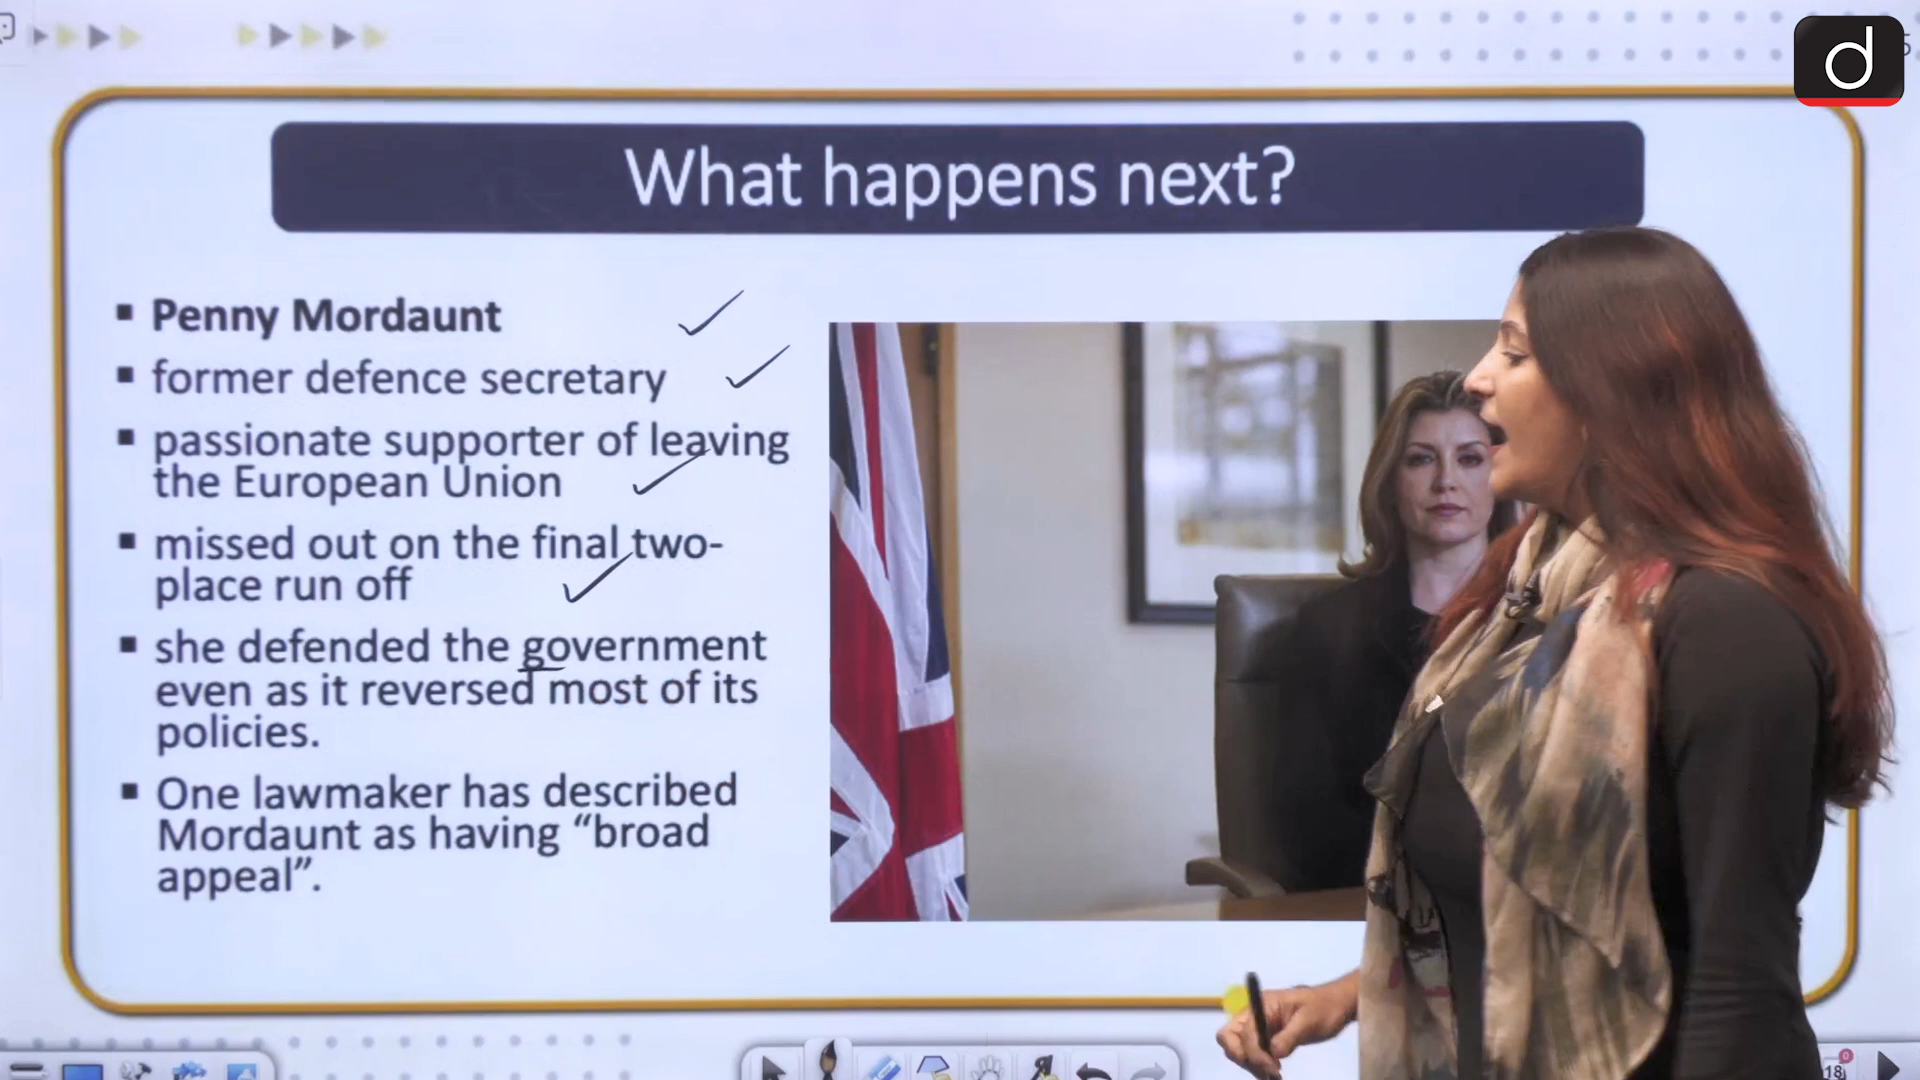 d
What happens next?
Penny Mordaunt
former defence secretary
passionate supporter of leaving
the European Union
missed out on the final two-
place run off
she defended the government
even as it reversed most of its
policies.
One lawmaker has described
Mordaunt as having “broad
appeal”.
18